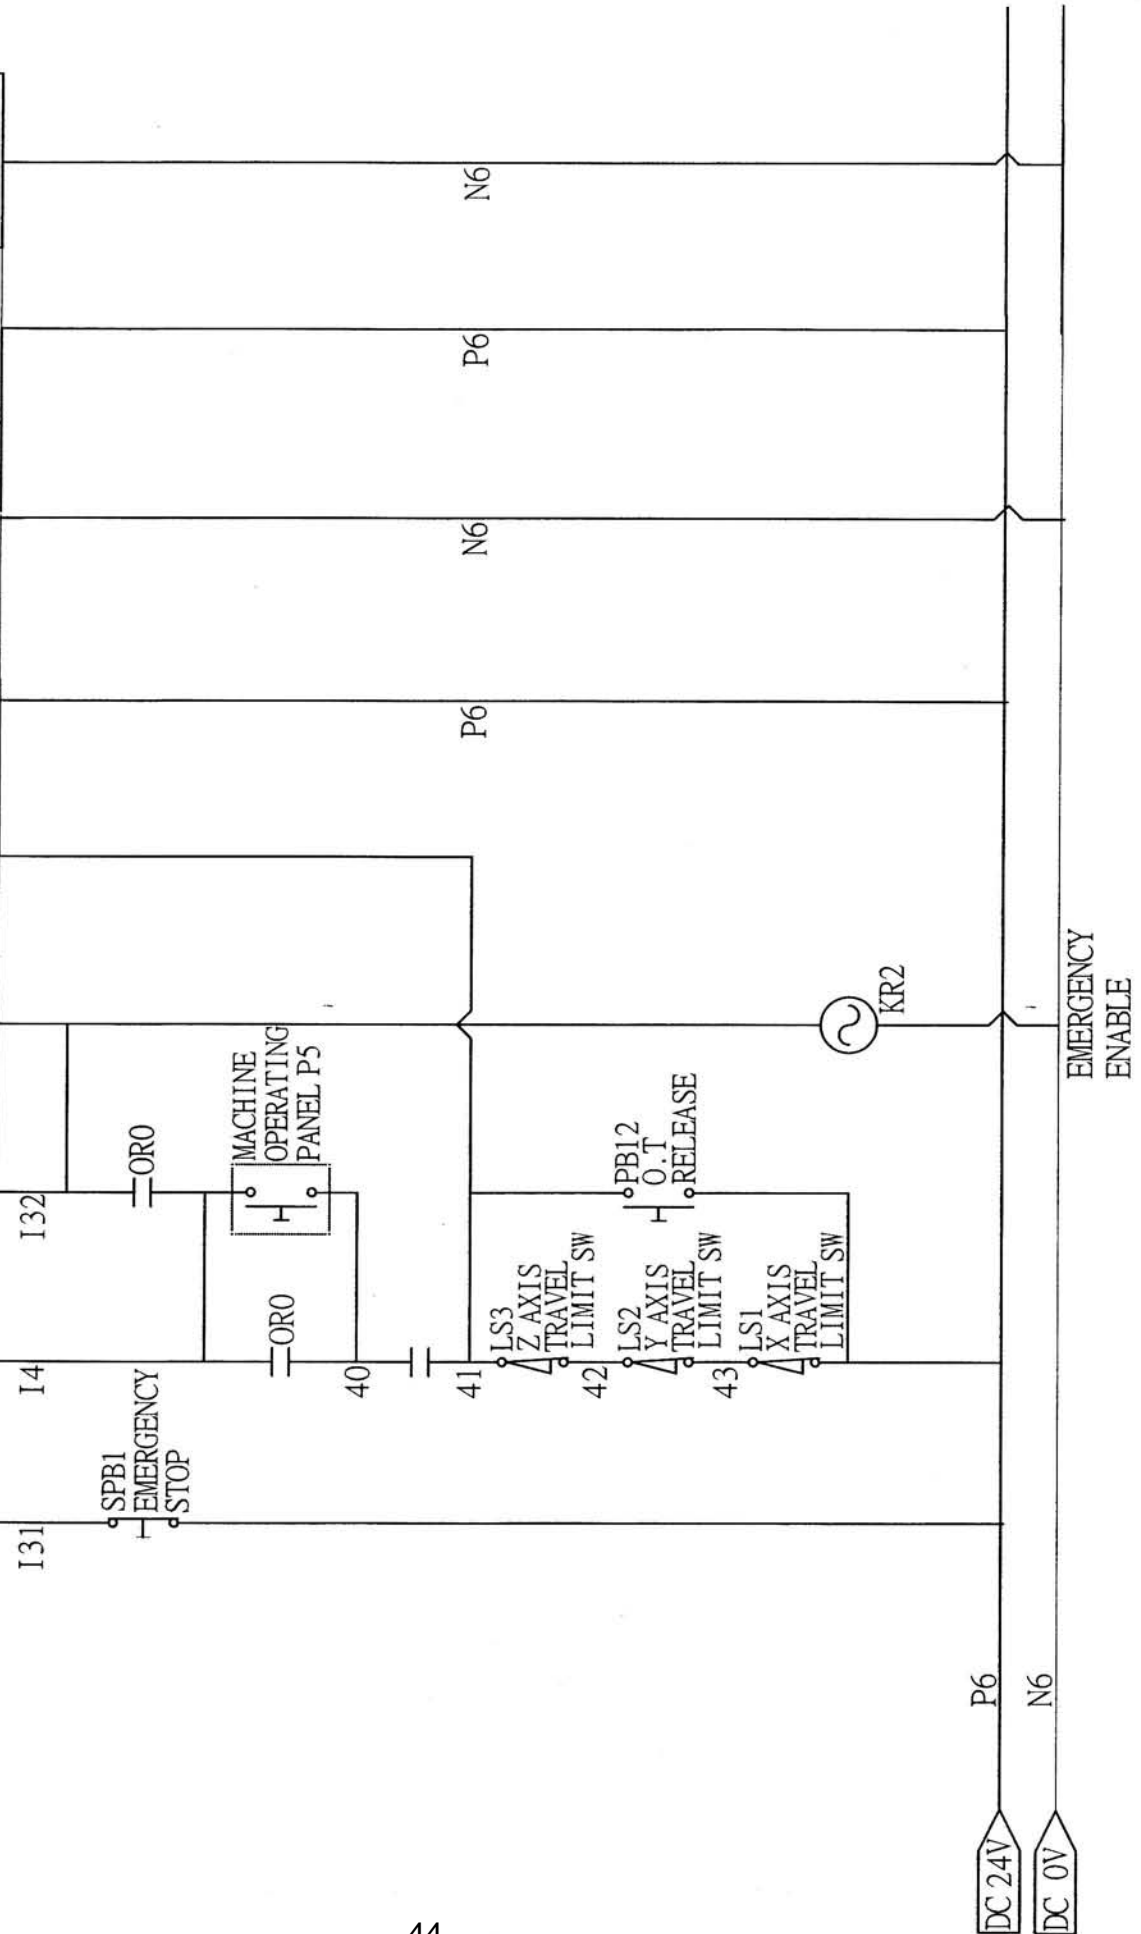 I31
I4
I32
SPB1
EMERGENCY
STOP
ORO
MACHINE
OPERATING
PANEL P5
ORO
40
41
N6
P6
N6
P6
LS3
Z AXIS
TRAVEL
LIMIT SW
42
LS2
Y AXIS
TRAVEL
LIMIT SW
PB12
O.T
RELEASE
43
LS1
X AXIS
TRAVEL
LIMIT SW
KR2
DC 24V
P6
DC 0V
N6
EMERGENCY
ENABLE
44